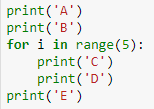 print('A')
print('B')
for i in range(5):
    print('C')
    print('D')
print('E')